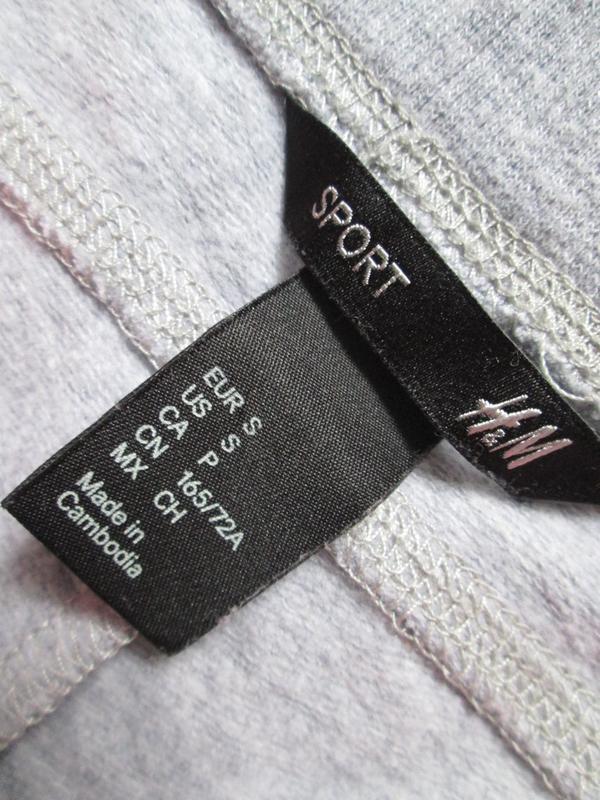 SPORT
H&M
EUR S
US S
CA P
CN 165/72A
MX CH
Made in
Cambodia